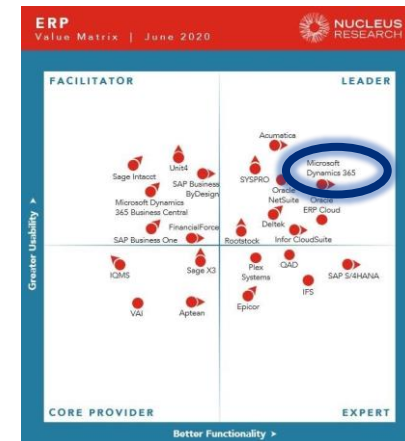 ERP
Value Matrix | June 2020
NUCLEUS
RESEARCH
FACILITATOR
LEADER
Acumatica
Unit4
Sage Intacct
SAP Business
ByDesign
SYSPRO
Microsoft
Dynamics 365
Oracle
NetSuite
Oracle
ERP Cloud
Microsoft Dynamics
365 Business Central
FinancialForce
Deltek
SAP Business One
Rootstock
Infor CloudSuite
IQMS
Sage X3
Plex
Systems
QAD
SAP S/4HANA
IFS
VAI
Aptean
Epicor
CORE PROVIDER
EXPERT
Greater Usability >
Better Functionality >